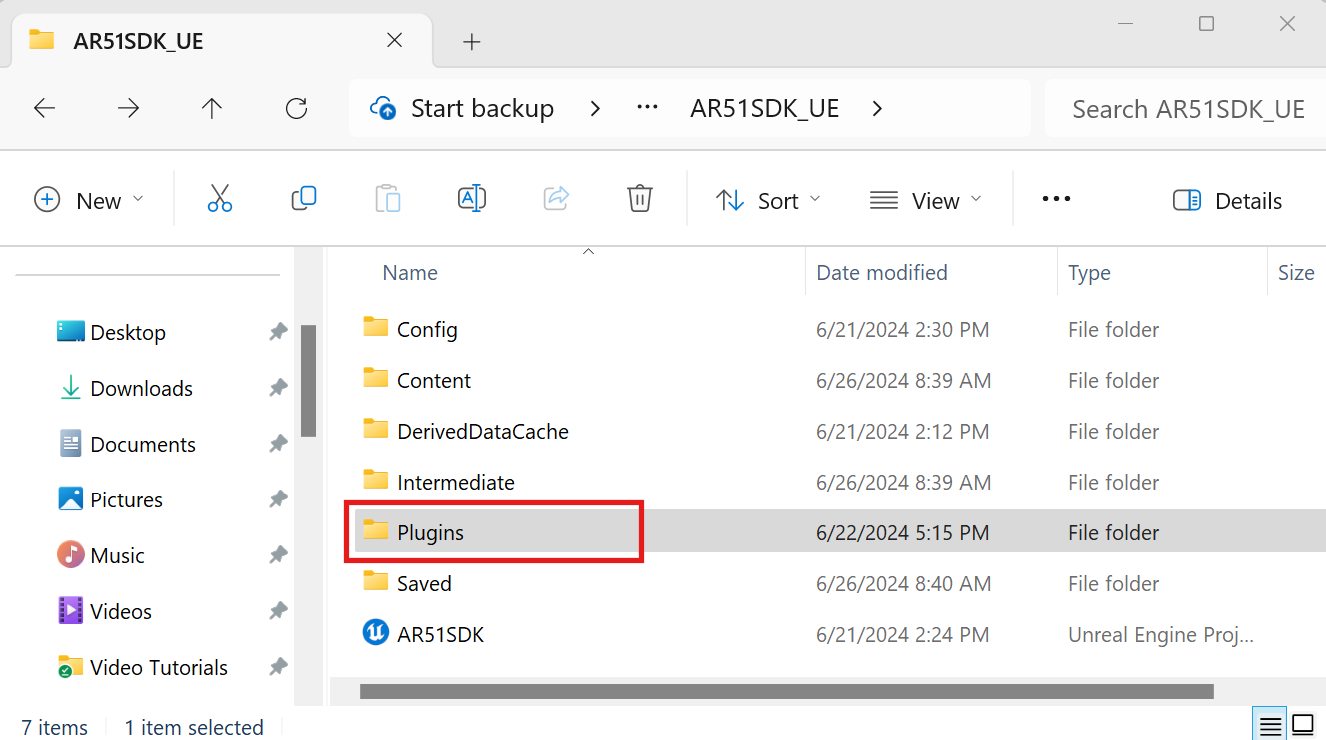 AR51SDK_UE
Start backup AR51SDK_UE Search AR51SDK_UE
New Sort View Details
Name Date modified Type Size
Desktop
Downloads
Documents
Pictures
Music
Videos
Video Tutorials
Config 6/21/2024 2:30 PM File folder
Content 6/26/2024 8:39 AM File folder
DerivedDataCache 6/21/2024 2:12 PM File folder
Intermediate 6/26/2024 8:39 AM File folder
Plugins 6/22/2024 5:15 PM File folder
Saved 6/26/2024 8:40 AM File folder
AR51SDK 6/21/2024 2:24 PM Unreal Engine Proj...
7 items 1 item selected